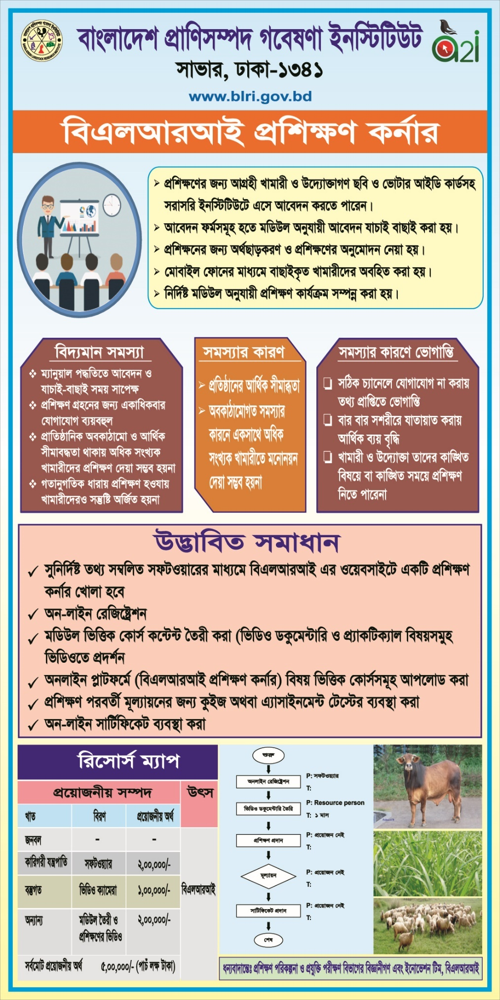 বাংলাদেশ প্রাণিসম্পদ গবেষণা ইনস্টিটিউট
a2i
সাভার, ঢাকা-১৩৪১
www.blri.gov.bd
বিএলআরআই প্রশিক্ষণ কর্নার
➢ প্রশিক্ষণের জন্য আগ্রহী খামারী ও উদ্যোক্তাগণ ছবি ও ভোটার আইডি কার্ডসহ
সরাসরি ইনস্টিটিউটে এসে আবেদন করতে পারেন।
➢ আবেদন ফর্মসমূহ হতে মডিউল অনুযায়ী আবেদন যাচাই বাছাই করা হয়।
➢ প্রশিক্ষনের জন্য অর্থছাড়করণ ও প্রশিক্ষণের অনুমোদন নেয়া হয়।
➢ মোবাইল ফোনের মাধ্যমে বাছাইকৃত খামারীদের অবহিত করা হয়।
➢ নির্দিষ্ট মডিউল অনুযায়ী প্রশিক্ষণ কার্যক্রম সম্পন্ন করা হয়।
বিদ্যমান সমস্যা
❖ ম্যানুয়াল পদ্ধতিতে আবেদন ও
যাচাই-বাছাই সময় সাপেক্ষ
❖ প্রশিক্ষণ গ্রহনের জন্য একাধিকবার
যোগাযোগ ব্যয়বহুল
❖ প্রাতিষ্ঠানিক অবকাঠামো ও আর্থিক
সীমাবদ্ধতা থাকায় অধিক সংখ্যক
খামারীদের প্রশিক্ষণ দেয়া সম্ভব হয়না
❖ গতানুগতিক ধারায় প্রশিক্ষণ হওযায়
খামারীদেরও সন্তুষ্টি অর্জিত হয়না
সমস্যার কারণ
➢ প্রতিষ্ঠানের আর্থিক সীমাব্ধতা
➢ অবকাঠামোগত সমস্যার
কারনে একসাথে অধিক
সংখ্যক খামারীতে মনোনয়ন
দেয়া সম্ভব হয়না
সমস্যার কারণে ভোগান্তি
❑ সঠিক চ্যানেলে যোগাযোগ না করায়
তথ্য প্রাপ্তিতে ভোগান্তি
❑ বার বার সশরীরে যাতায়াত করায়
আর্থিক ব্যয় বৃদ্ধি
❑ খামারী ও উদ্যোক্তা তাদের কাঙ্খিত
বিষয়ে বা কাঙ্খিত সময়ে প্রশিক্ষণ
নিতে পারেনা
উদ্ভাবিত সমাধান
✓ সুনির্দিষ্ট তথ্য সম্বলিত সফটওয়ারের মাধ্যমে বিএলআরআই এর ওয়েবসাইটে একটি প্রশিক্ষণ
কর্নার খোলা হবে
✓ অন-লাইন রেজিষ্ট্রেশন
✓ মডিউল ভিত্তিক কোর্স কন্টেন্ট তৈরী করা (ভিডিও ডকুমেন্টারি ও প্র্যাকটিক্যাল বিষয়সমুহ
ভিডিওতে প্রদর্শন
✓ অনলাইন প্লাটফর্মে (বিএলআরআই প্রশিক্ষণ কর্নার) বিষয় ভিত্তিক কোর্সসমূহ আপলোড করা
✓ প্রশিক্ষণ পরবর্তী মূল্যায়নের জন্য কুইজ অথবা এ্যাসাইনমেন্ট টেস্টের ব্যবস্থা করা
✓ অন-লাইন সার্টিফিকেট ব্যবস্থা করা
রিসোর্স ম্যাপ
প্রয়োজনীয় সম্পদ উৎস
খাত বিবরণ প্রয়োজনীয় অর্থ
জনবল - -
কারিগরী যন্ত্রপাতি সফটওয়্যার ২,০০,০০০/-
বস্তুগত ভিডিও ক্যামেরা ১,০০,০০০/- বিএলআরআই
অন্যান্য মডিউল তৈরী ও ২,০০,০০০/-
প্রশিক্ষণের ভিডিও
সর্বমোট প্রয়োজনীয় অর্থ ৫,০০,০০০/- (পাচঁ লক্ষ টাকা)
শুরু
অনলাইন রেজিষ্ট্রেশন
P: সফটওয়্যার
T:
ভিডিও ডকুমেন্টারি তৈরি
P: Resource person
T: ১ মাস
প্রশিক্ষণ প্রদান
P: প্রয়োজন নেই
T:
মূল্যায়ন
P: প্রয়োজন নেই
T:
সার্টিফিকেট প্রদান
P: প্রয়োজন নেই
T:
শেষ
ধন্যবাদান্তেঃ প্রশিক্ষণ পরিকল্পনা ও প্রযুক্তি পরীক্ষণ বিভাগের বিজ্ঞানীগণ এবং ইনোভেশন টিম, বিএলআরআই